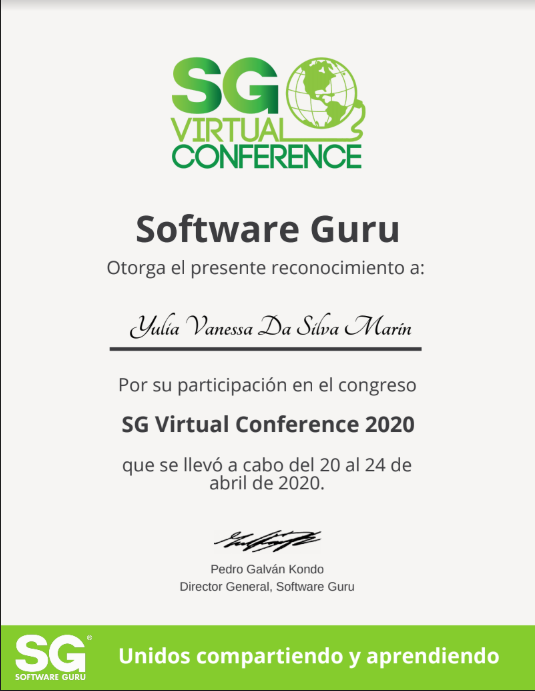 SG
VIRTUAL
CONFERENCE
Software Guru
Otorga el presente reconocimiento a:
Yulia Vanessa Da Silva Marin
Por su participación en el congreso
SG Virtual Conference 2020
que se llevó a cabo del 20 al 24 de
abril de 2020.
Pedro Galván Kondo
Director General, Software Guru
SG®
SOFTWARE GURU
Unidos compartiendo y aprendiendo